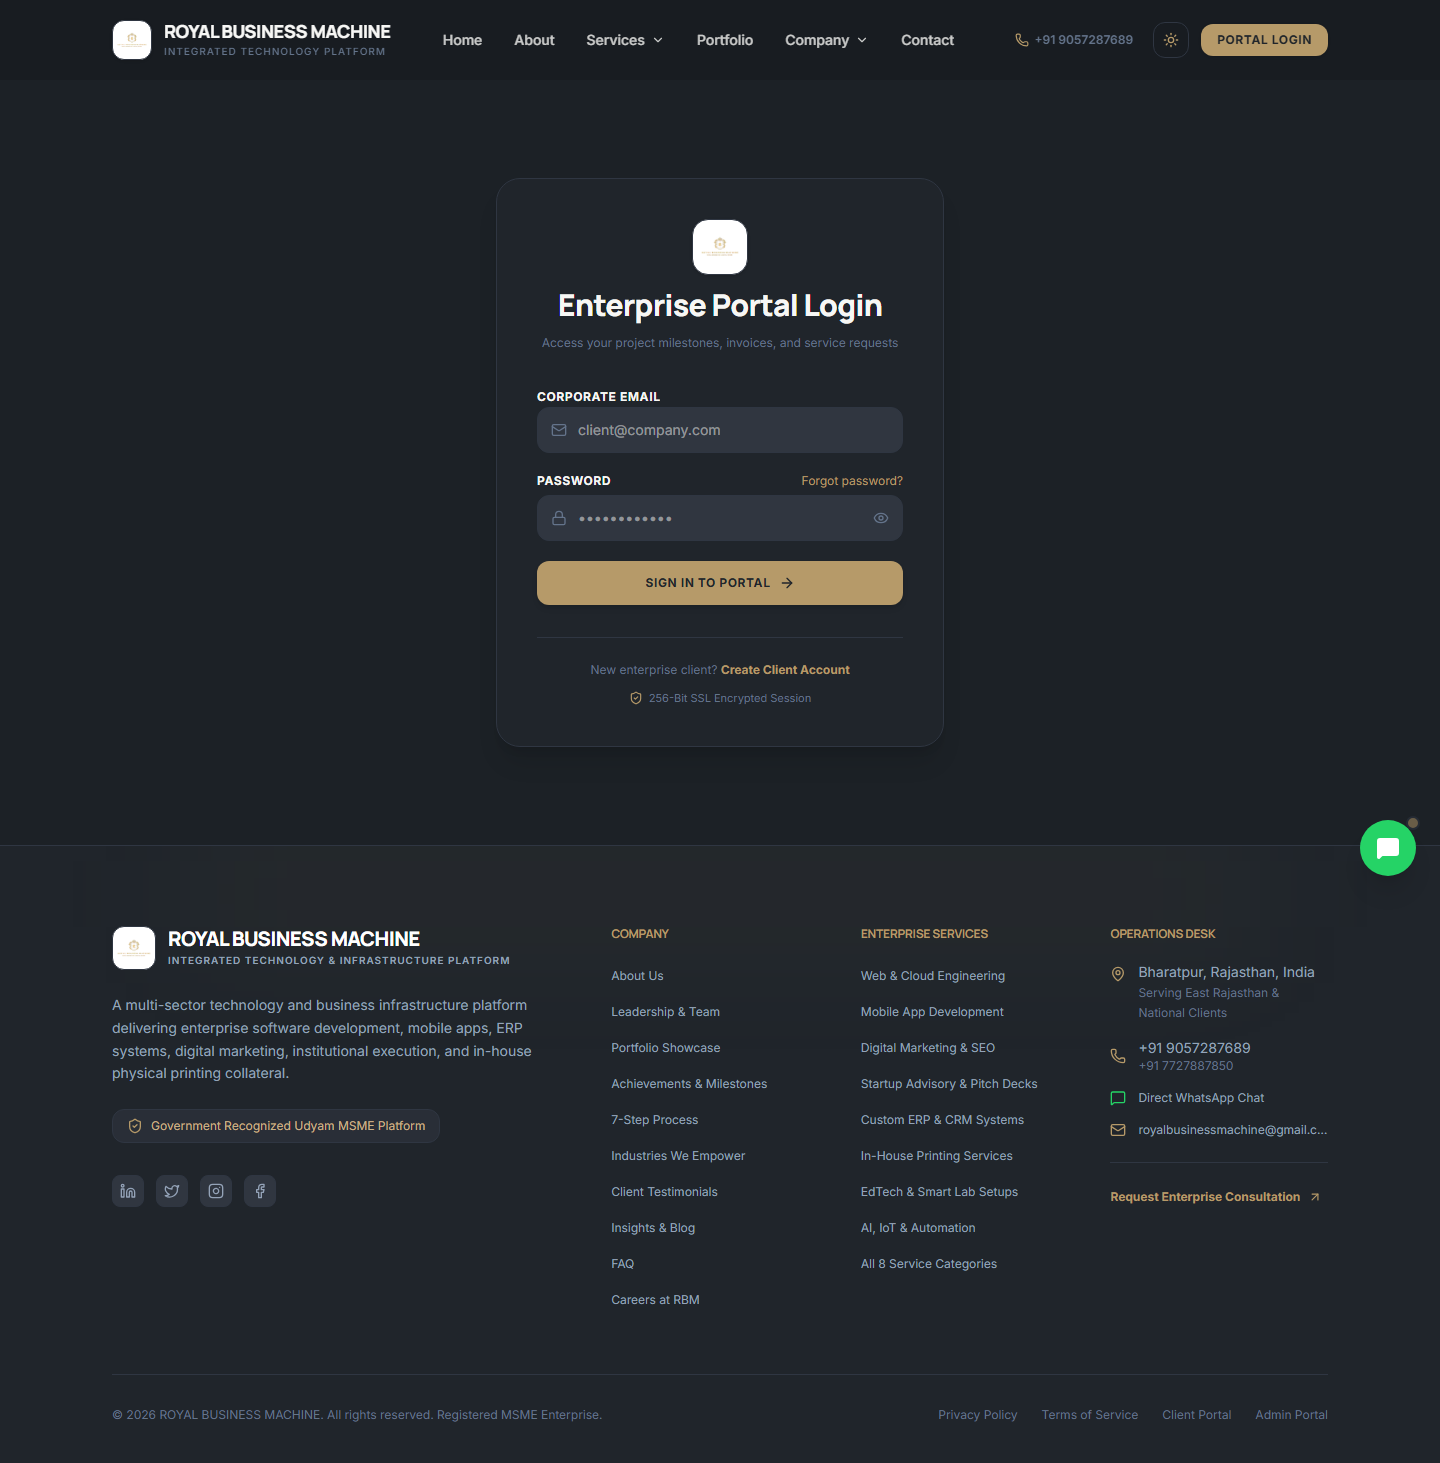 ROYAL BUSINESS MACHINE
INTEGRATED TECHNOLOGY PLATFORM
Home
About
Services
Portfolio
Company
Contact
+91 9057287689
PORTAL LOGIN
Enterprise Portal Login
Access your project milestones, invoices, and service requests
CORPORATE EMAIL
client@company.com
PASSWORD
Forgot password?
••••••••••••
SIGN IN TO PORTAL
New enterprise client? Create Client Account
256-Bit SSL Encrypted Session
ROYAL BUSINESS MACHINE
INTEGRATED TECHNOLOGY & INFRASTRUCTURE PLATFORM
A multi-sector technology and business infrastructure platform
delivering enterprise software development, mobile apps, ERP
systems, digital marketing, institutional execution, and in-house
physical printing collateral.
Government Recognized Udyam MSME Platform
COMPANY
About Us
Leadership & Team
Portfolio Showcase
Achievements & Milestones
7-Step Process
Industries We Empower
Client Testimonials
Insights & Blog
FAQ
Careers at RBM
ENTERPRISE SERVICES
Web & Cloud Engineering
Mobile App Development
Digital Marketing & SEO
Startup Advisory & Pitch Decks
Custom ERP & CRM Systems
In-House Printing Services
EdTech & Smart Lab Setups
AI, IoT & Automation
All 8 Service Categories
OPERATIONS DESK
Bharatpur, Rajasthan, India
Serving East Rajasthan &
National Clients
+91 9057287689
+91 7727887850
Direct WhatsApp Chat
royalbusinessmachine@gmail.c...
Request Enterprise Consultation
© 2026 ROYAL BUSINESS MACHINE. All rights reserved. Registered MSME Enterprise.
Privacy Policy
Terms of Service
Client Portal
Admin Portal